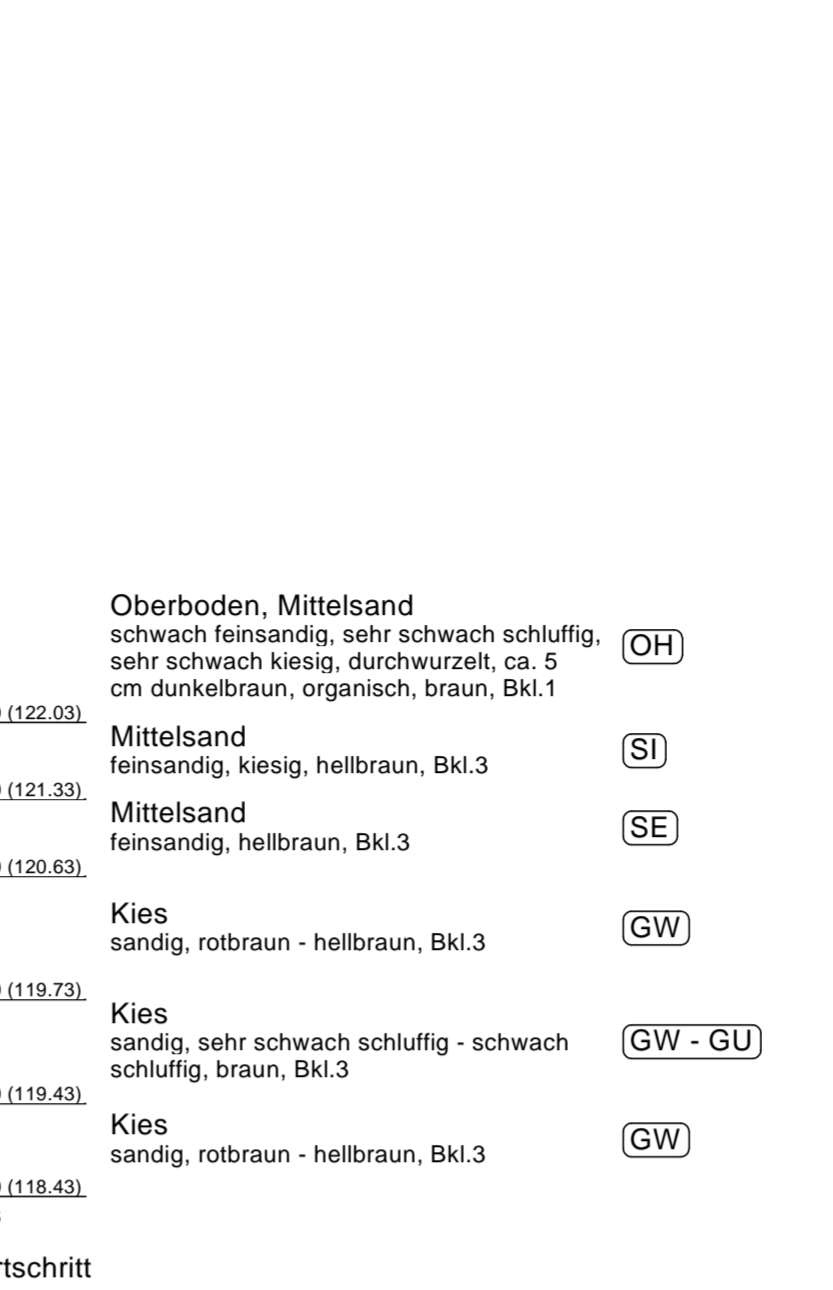 Oberboden, Mittelsand
schwach feinsandig, sehr schwach schluffig,
sehr schwach kiesig, durchwurzelt, ca. 5
cm dunkelbraun, organisch, braun, Bkl.1
OH
(122.03)
Mittelsand
feinsandig, kiesig, hellbraun, Bkl.3
SI
(121.33)
Mittelsand
feinsandig, hellbraun, Bkl.3
SE
(120.63)
Kies
sandig, rotbraun - hellbraun, Bkl.3
GW
(119.73)
Kies
sandig, sehr schwach schluffig - schwach
schluffig, braun, Bkl.3
GW - GU
(119.43)
Kies
sandig, rotbraun - hellbraun, Bkl.3
GW
(118.43)
rtschritt